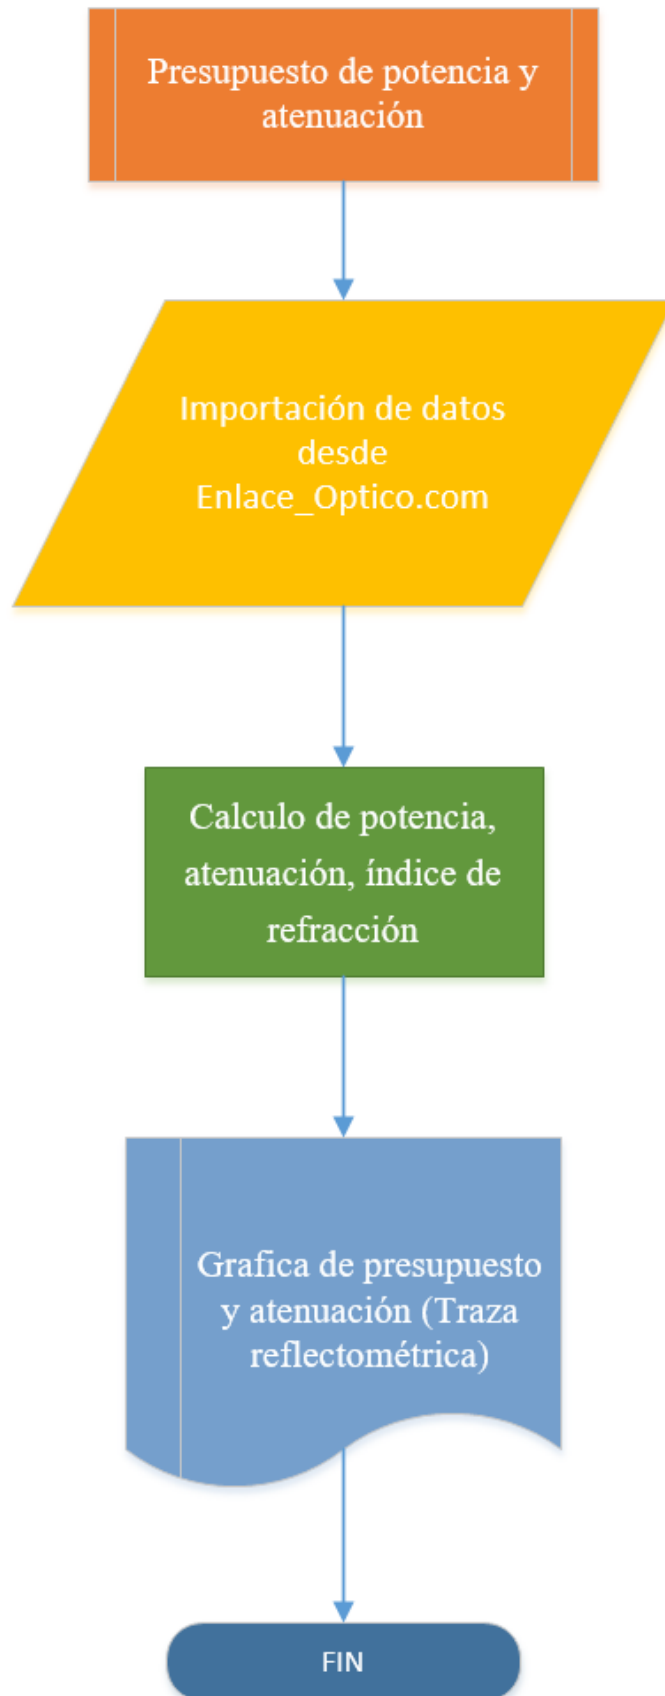 Presupuesto de potencia y
atenuación
Importación de datos
desde
Enlace_Optico.com
Calculo de potencia,
atenuación, índice de
refracción
Grafica de presupuesto
y atenuación (Traza
reflectométrica)
FIN